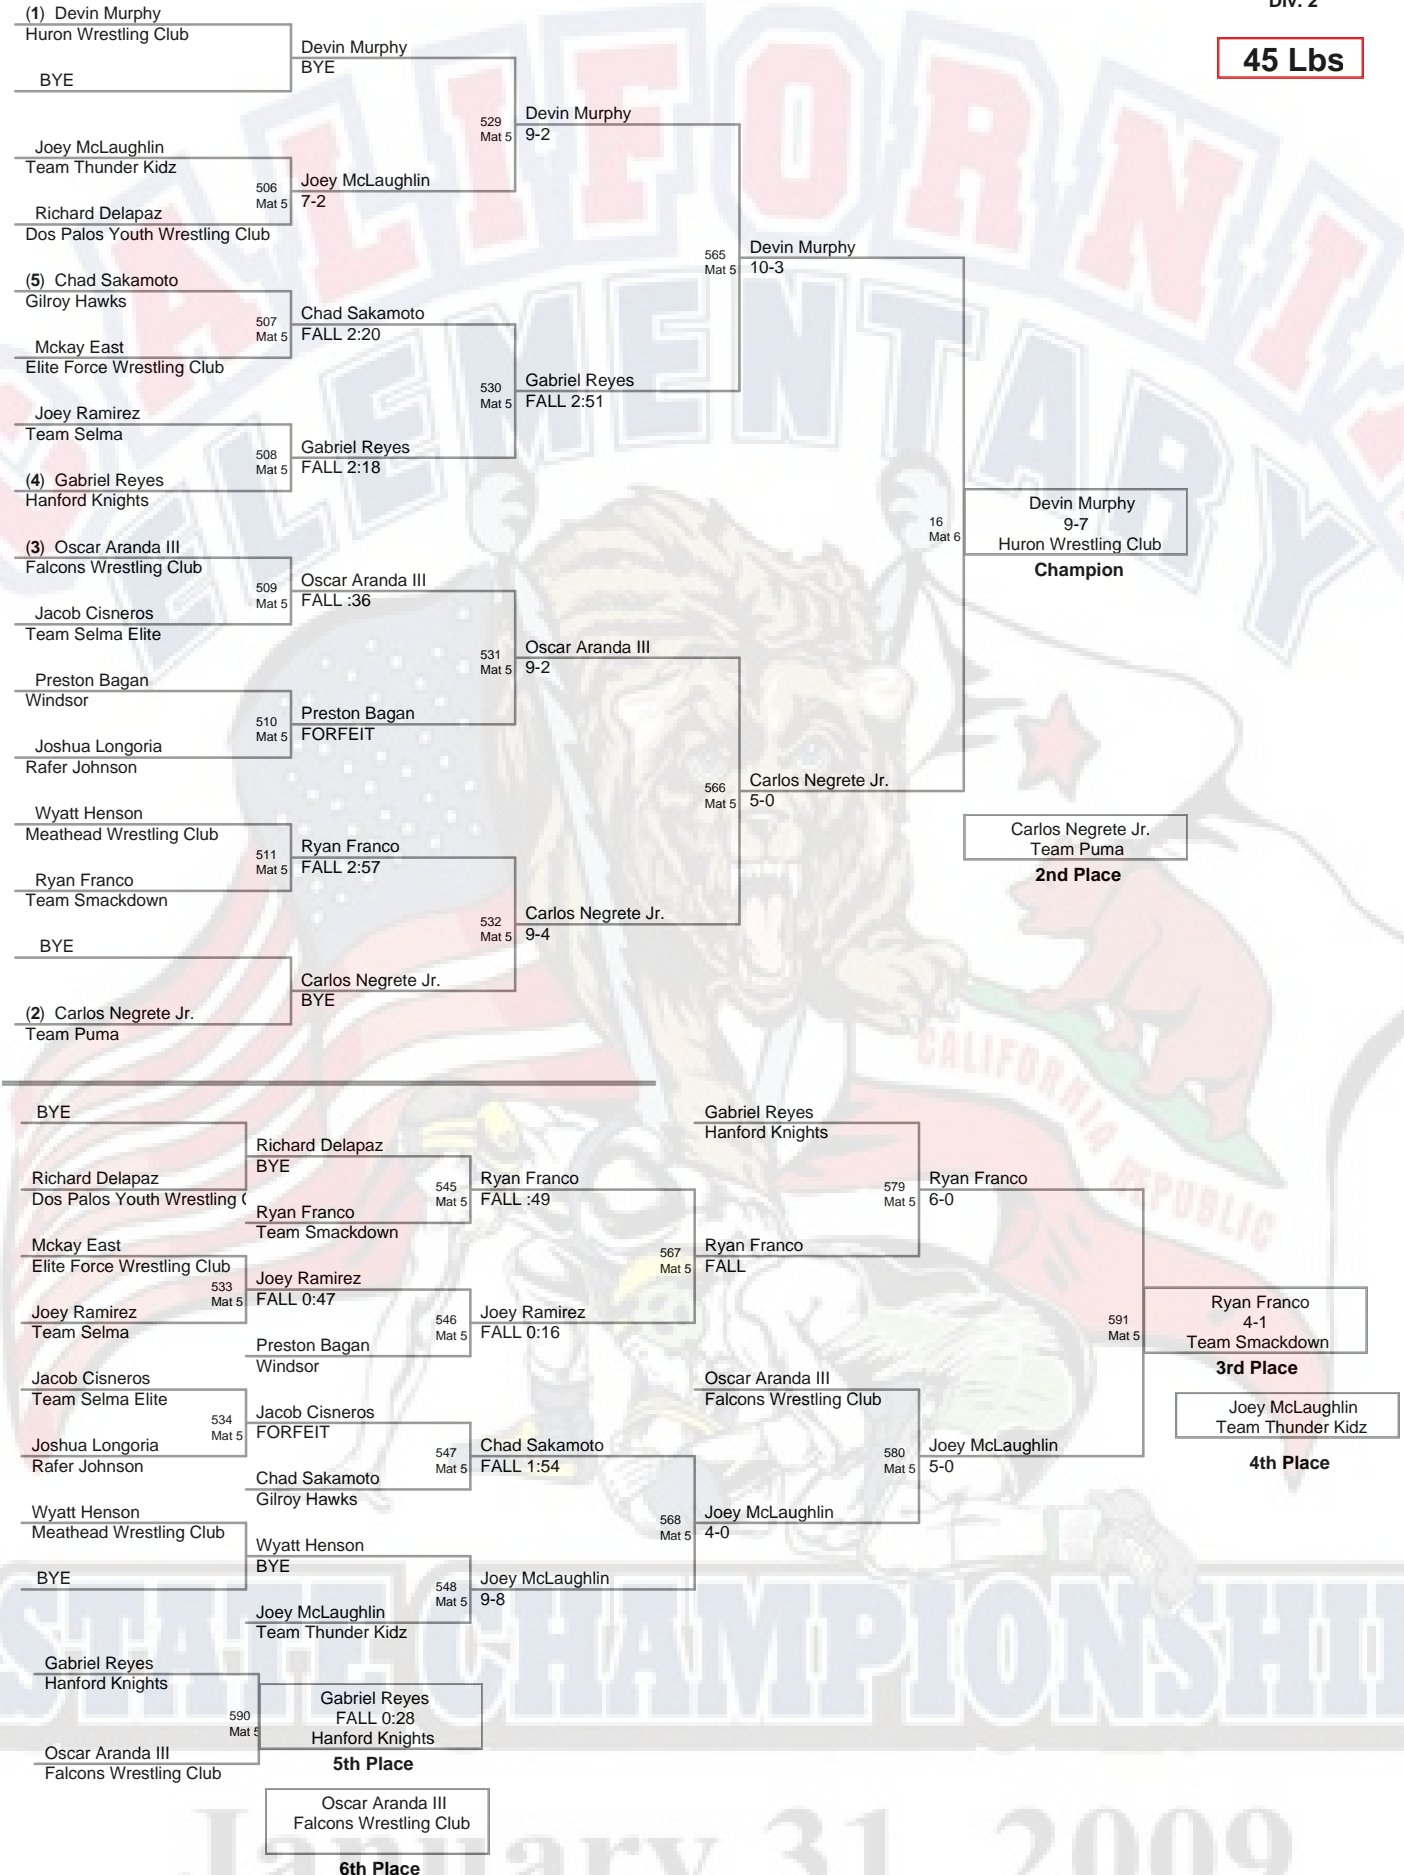 Div. 2
45 Lbs
(1) Devin Murphy
Huron Wrestling Club
BYE
Devin Murphy
BYE
Joey McLaughlin
Team Thunder Kidz
Richard Delapaz
Dos Palos Youth Wrestling Club
506
Mat 5
Joey McLaughlin
7-2
529
Mat 5
Devin Murphy
9-2
(5) Chad Sakamoto
Gilroy Hawks
Mckay East
Elite Force Wrestling Club
507
Mat 5
Chad Sakamoto
FALL 2:20
Joey Ramirez
Team Selma
(4) Gabriel Reyes
Hanford Knights
508
Mat 5
Gabriel Reyes
FALL 2:18
530
Mat 5
Gabriel Reyes
FALL 2:51
565
Mat 5
Devin Murphy
10-3
(3) Oscar Aranda III
Falcons Wrestling Club
Jacob Cisneros
Team Selma Elite
509
Mat 5
Oscar Aranda III
FALL :36
Preston Bagan
Windsor
Joshua Longoria
Rafer Johnson
510
Mat 5
Preston Bagan
FORFEIT
531
Mat 5
Oscar Aranda III
9-2
Wyatt Henson
Meathead Wrestling Club
Ryan Franco
Team Smackdown
511
Mat 5
Ryan Franco
FALL 2:57
BYE
(2) Carlos Negrete Jr.
Team Puma
Carlos Negrete Jr.
BYE
532
Mat 5
Carlos Negrete Jr.
9-4
566
Mat 5
Carlos Negrete Jr.
5-0
16
Mat 6
Devin Murphy
9-7
Huron Wrestling Club
Champion
Carlos Negrete Jr.
Team Puma
2nd Place
BYE
Richard Delapaz
Dos Palos Youth Wrestling
Richard Delapaz
BYE
Ryan Franco
Team Smackdown
545
Mat 5
Ryan Franco
FALL :49
Mckay East
Elite Force Wrestling Club
Joey Ramirez
Team Selma
533
Mat 5
Joey Ramirez
FALL 0:47
Preston Bagan
Windsor
546
Mat 5
Joey Ramirez
FALL 0:16
567
Mat 5
Ryan Franco
FALL
Gabriel Reyes
Hanford Knights
579
Mat 5
Ryan Franco
6-0
Jacob Cisneros
Team Selma Elite
Joshua Longoria
Rafer Johnson
534
Mat 5
Jacob Cisneros
FORFEIT
Chad Sakamoto
Gilroy Hawks
547
Mat 5
Chad Sakamoto
FALL 1:54
Wyatt Henson
Meathead Wrestling Club
BYE
Wyatt Henson
BYE
Joey McLaughlin
Team Thunder Kidz
548
Mat 5
Joey McLaughlin
9-8
568
Mat 5
Joey McLaughlin
4-0
Oscar Aranda III
Falcons Wrestling Club
580
Mat 5
Joey McLaughlin
5-0
591
Mat 5
Ryan Franco
4-1
Team Smackdown
3rd Place
Joey McLaughlin
Team Thunder Kidz
4th Place
Gabriel Reyes
Hanford Knights
Oscar Aranda III
Falcons Wrestling Club
590
Mat 5
Gabriel Reyes
FALL 0:28
Hanford Knights
5th Place
Oscar Aranda III
Falcons Wrestling Club
6th Place
CALIFORNIA
ELEMENTARY
CALIFORNIA REPUBLIC
STATE CHAMPIONSHI
January 31, 2009